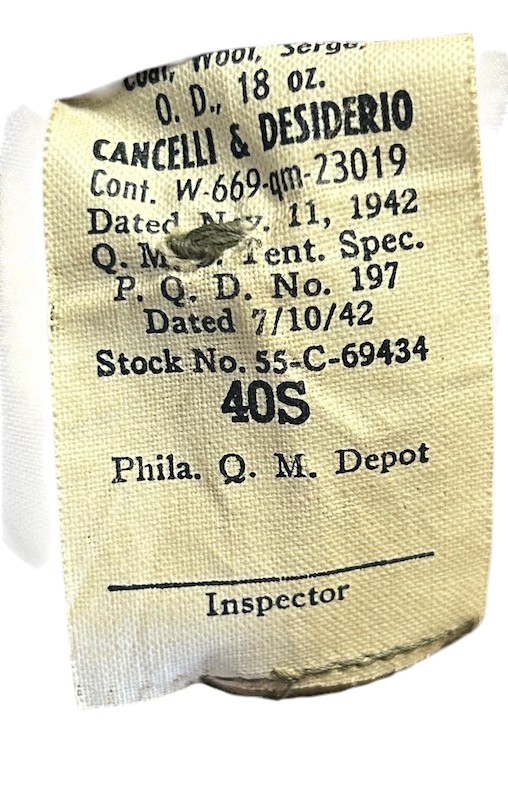 Coat, Wool, Serge,
O. D., 18 oz.
CANCELLI & DESIDERIO
Cont. W-669-qm-23019
Dated Nov. 11, 1942
Q. M. Tent. Spec.
P. Q. D. No. 197
Dated 7/10/42
Stock No. 55-C-69434
40S
Phila. Q. M. Depot
Inspector